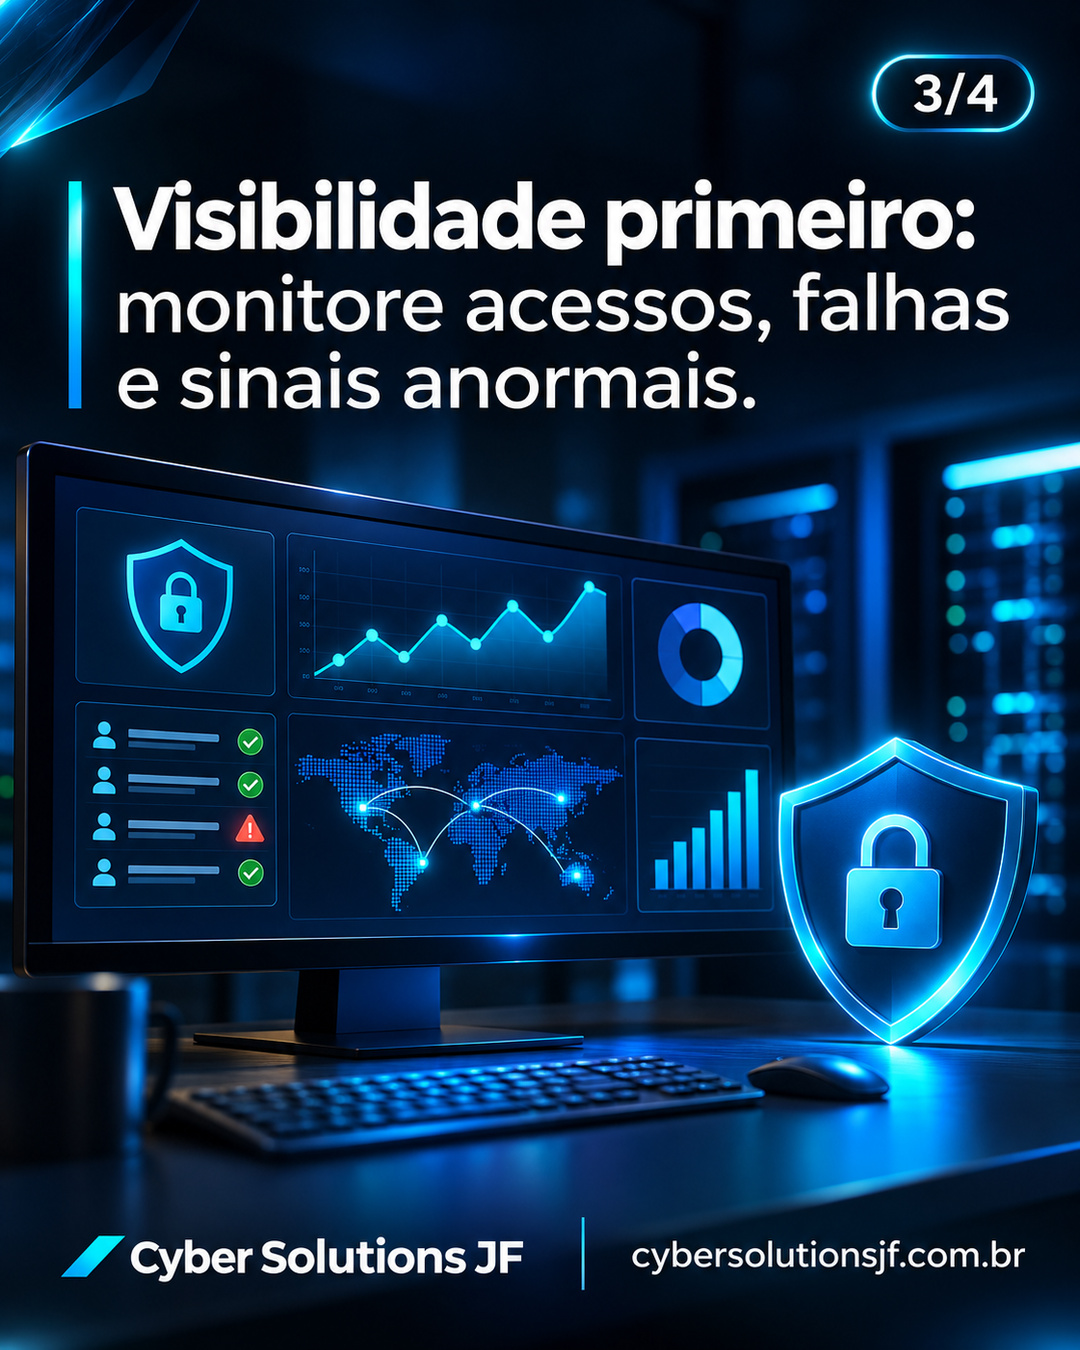 3/4
Visibilidade primeiro:
monitore acessos, falhas
e sinais anormais.
Cyber Solutions JF
cybersolutionsjf.com.br